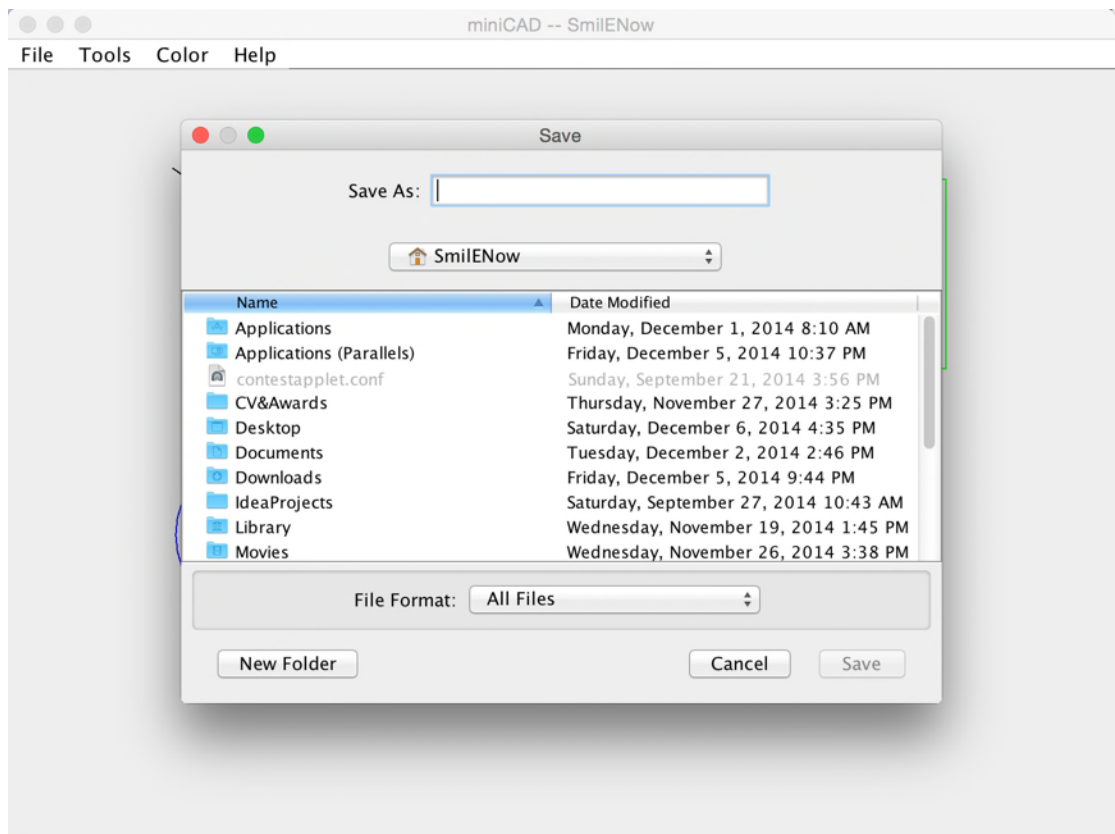 miniCAD -- SmilENow
File Tools Color Help
Save
Save As:
SmilENow
Name Date Modified
Applications Monday, December 1, 2014 8:10 AM
Applications (Parallels) Friday, December 5, 2014 10:37 PM
contestapplet.conf Sunday, September 21, 2014 3:56 PM
CV&Awards Thursday, November 27, 2014 3:25 PM
Desktop Saturday, December 6, 2014 4:35 PM
Documents Tuesday, December 2, 2014 2:46 PM
Downloads Friday, December 5, 2014 9:44 PM
IdeaProjects Saturday, September 27, 2014 10:43 AM
Library Wednesday, November 19, 2014 1:45 PM
Movies Wednesday, November 26, 2014 3:38 PM
File Format: All Files
New Folder Cancel Save